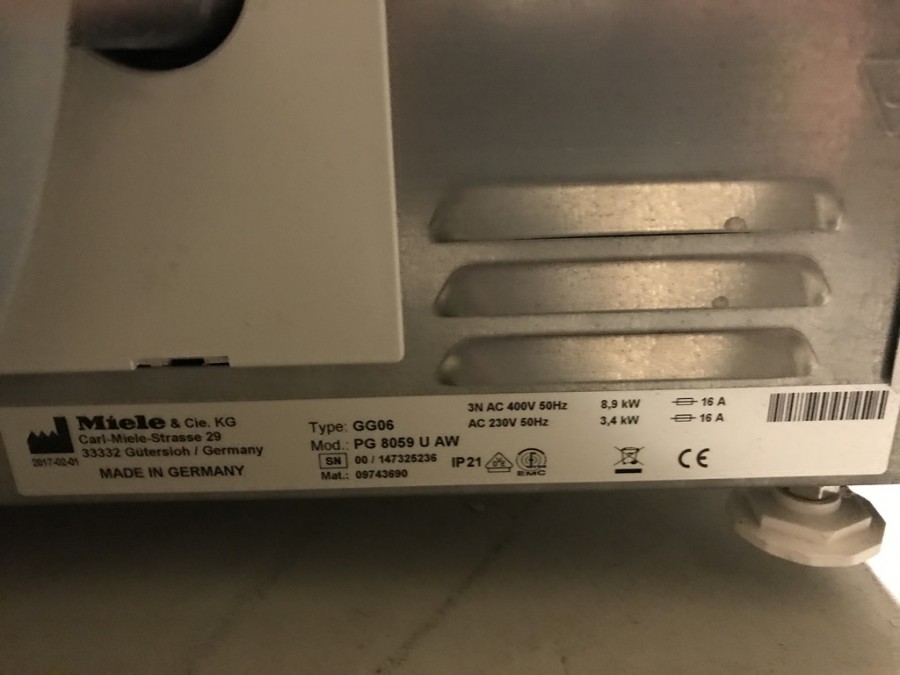 Miele & Cie. KG
Carl-Miele-Strasse 29
33332 Gütersloh / Germany
2017-02-01
MADE IN GERMANY
Type: GG06
Mod.: PG 8059 U AW
SN 00 / 147325236
Mat.: 09743690
IP21
EMC
3N AC 400V 50Hz 8,9 kW 16 A
AC 230V 50Hz 3,4 kW 16 A
CE